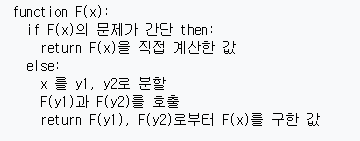 function F(x):
if F(x)의 문제가 간단 then:
return F(x)을 직접 계산한 값
else:
x 를 y1, y2로 분할
F(y1)과 F(y2)를 호출
return F(y1), F(y2)로부터 F(x)를 구한 값